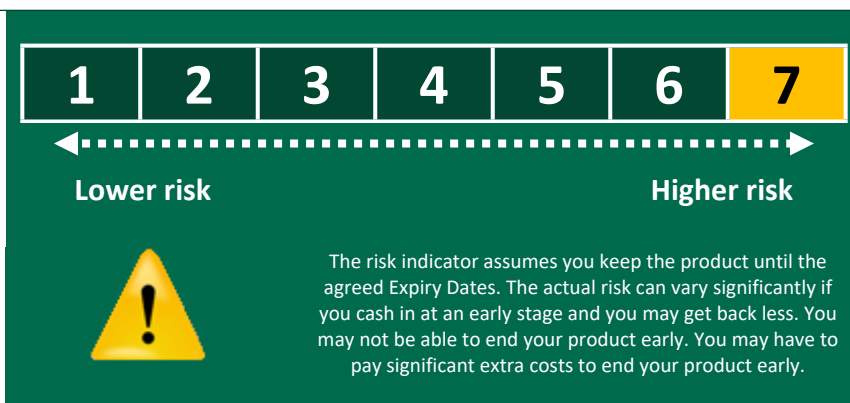 1 2 3 4 5 6 7
Lower risk Higher risk
!
The risk indicator assumes you keep the product until the
agreed Expiry Dates. The actual risk can vary significantly if
you cash in at an early stage and you may get back less. You
may not be able to end your product early. You may have to
pay significant extra costs to end your product early.